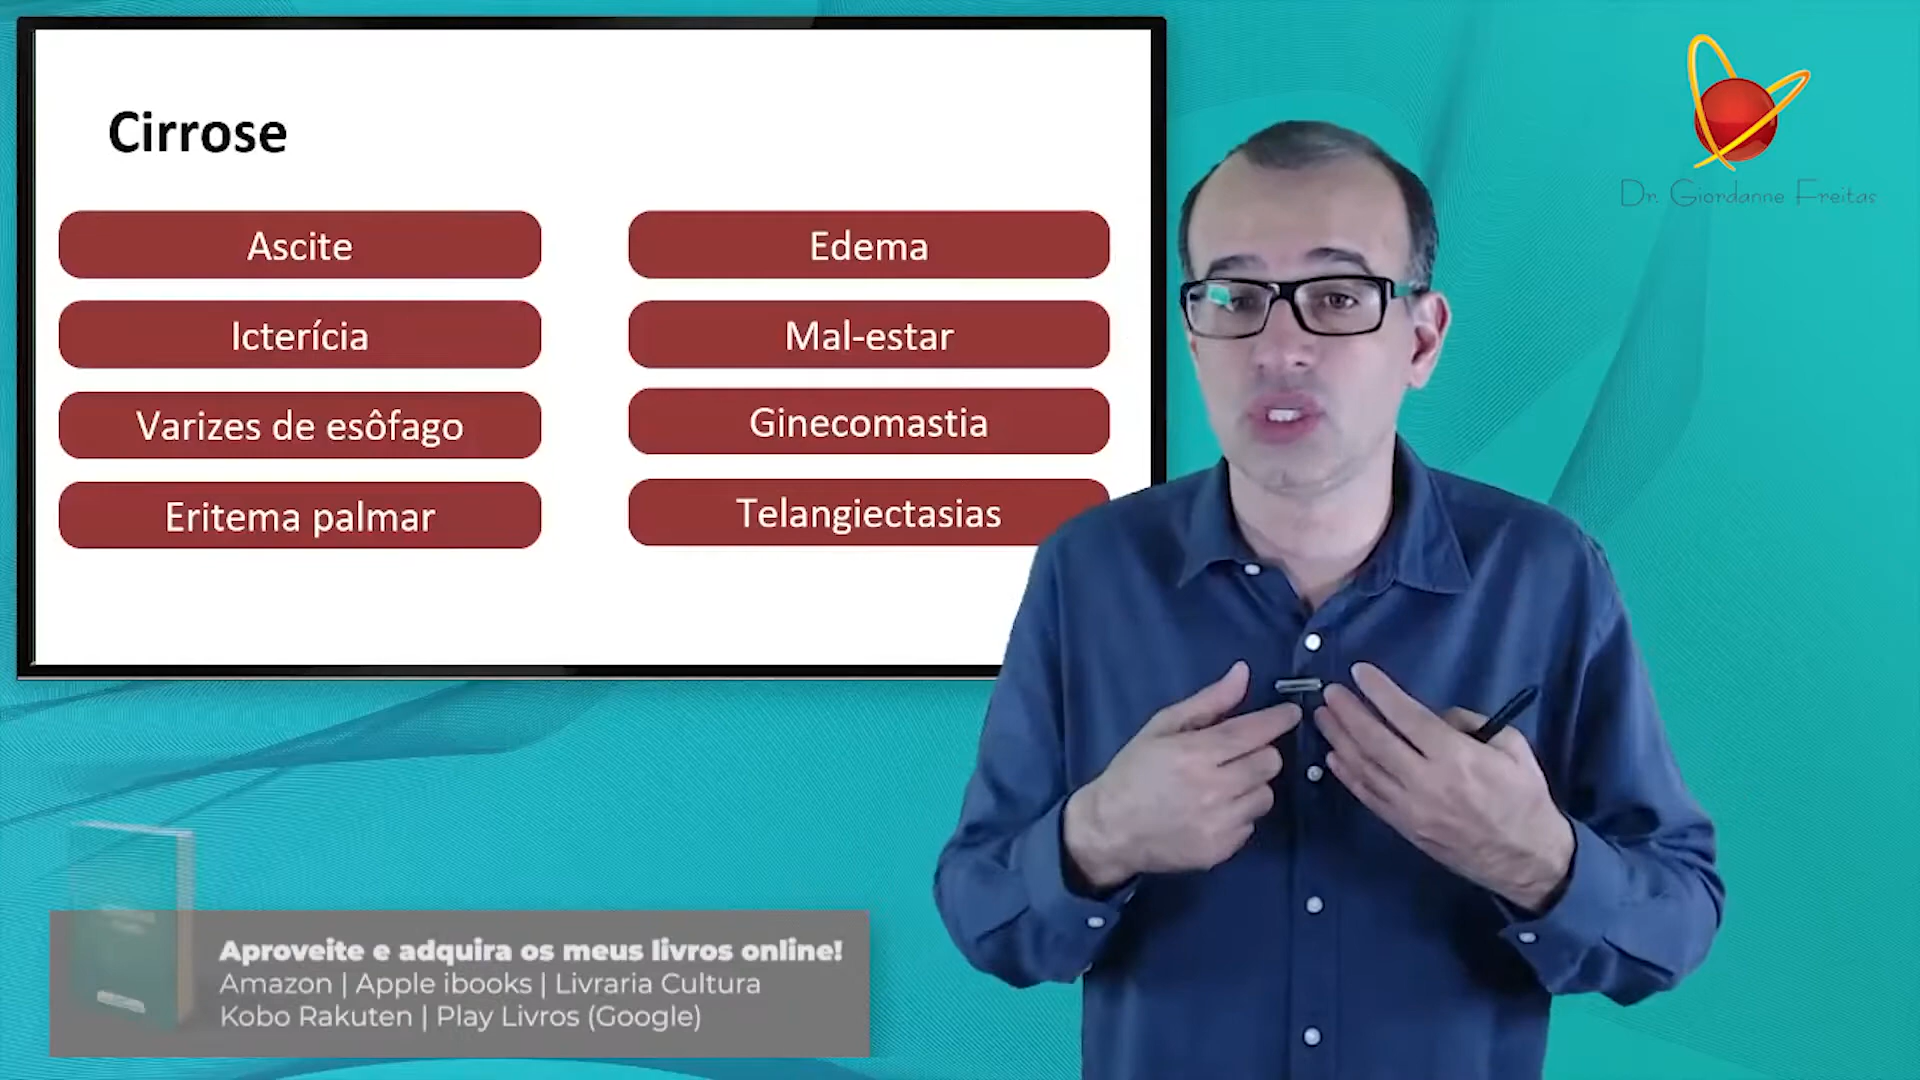 Cirrose
Ascite
Edema
Icterícia
Mal-estar
Varizes de esôfago
Ginecomastia
Eritema palmar
Telangiectasias
Dr. Giordanne Freitas
Aproveite e adquira os meus livros online!
Amazon | Apple ibooks | Livraria Cultura
Kobo Rakuten | Play Livros (Google)